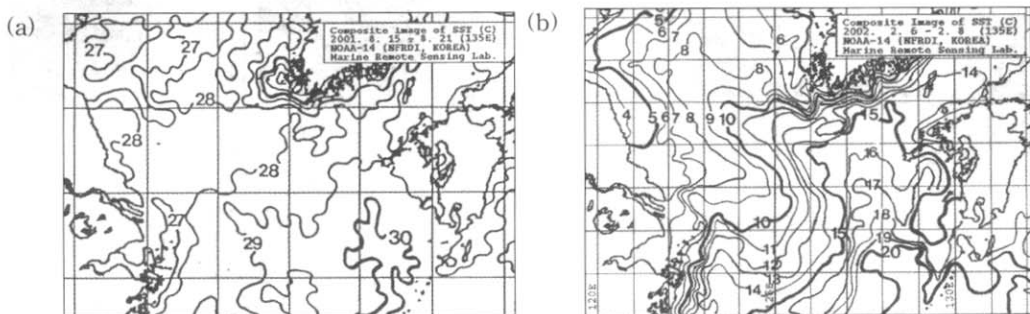 (a)
Composite Image of SST (C)
2001. 8. 15 ~ 8. 21 (135E)
NOAA-14 (NFRDI, KOREA)
Marine Remote Sensing Lab.
27
27
28
28
28
27
29
30
(b)
Composite Image of SST (C)
2002. 2. 6 - 2. 8 (135E)
NOAA-14 (NFRDI, KOREA)
Marine Remote Sensing Lab.
5
6
6
7
7
8
8
14
4
5
6
7
8
9
10
15
16
17
18
10
15
19
20
11
12
13
14
120E
130E